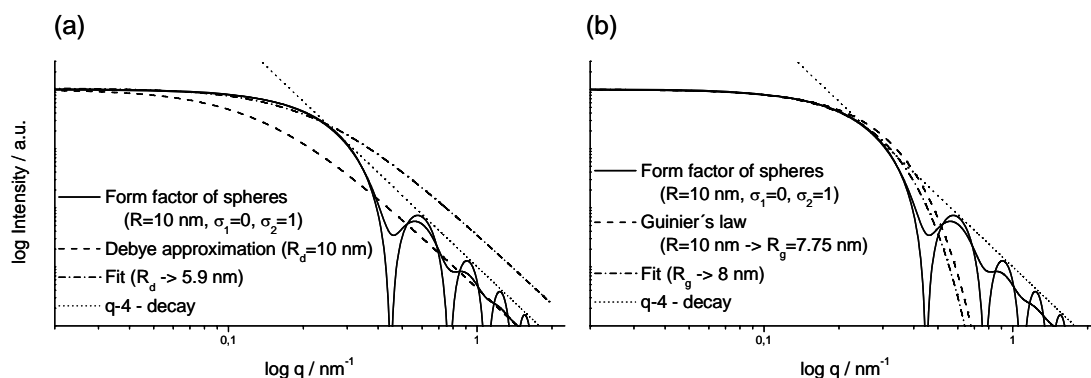 (a)
log Intensity / a.u.
Form factor of spheres
(R=10 nm, σ1=0, σ2=1)
Debye approximation (Rd=10 nm)
Fit (Rd -> 5.9 nm)
q-4 - decay
0,1
1
log q / nm-1
(b)
Form factor of spheres
(R=10 nm, σ1=0, σ2=1)
Guinier´s law
(R=10 nm -> Rg=7.75 nm)
Fit (Rg -> 8 nm)
q-4 - decay
0,1
1
log q / nm-1